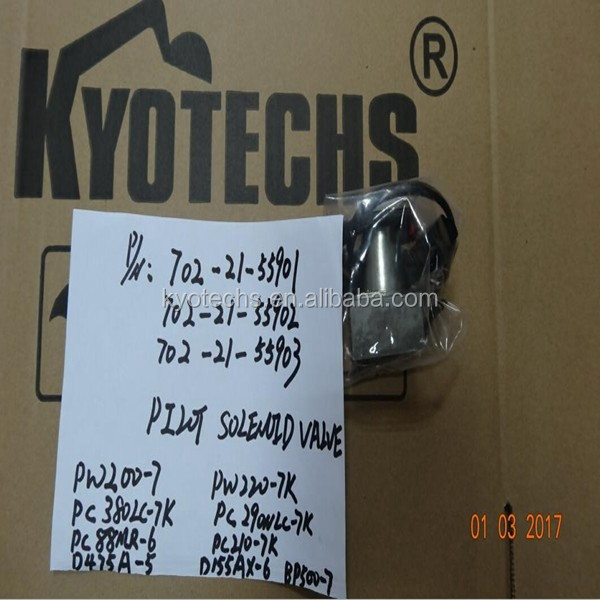 KYOTECHS®
P/N: 702-21-55901
kyotechs.en.alibaba.com
702-21-55902
702-21-55903
PILOT SOLENOID VALVE
PW200-7 PW220-7K
PC380LC-7K PC290NLC-7K
PC88MR-6 PC210-7K
D475A-5 D155AX-6 BP500-7
01 03 2017